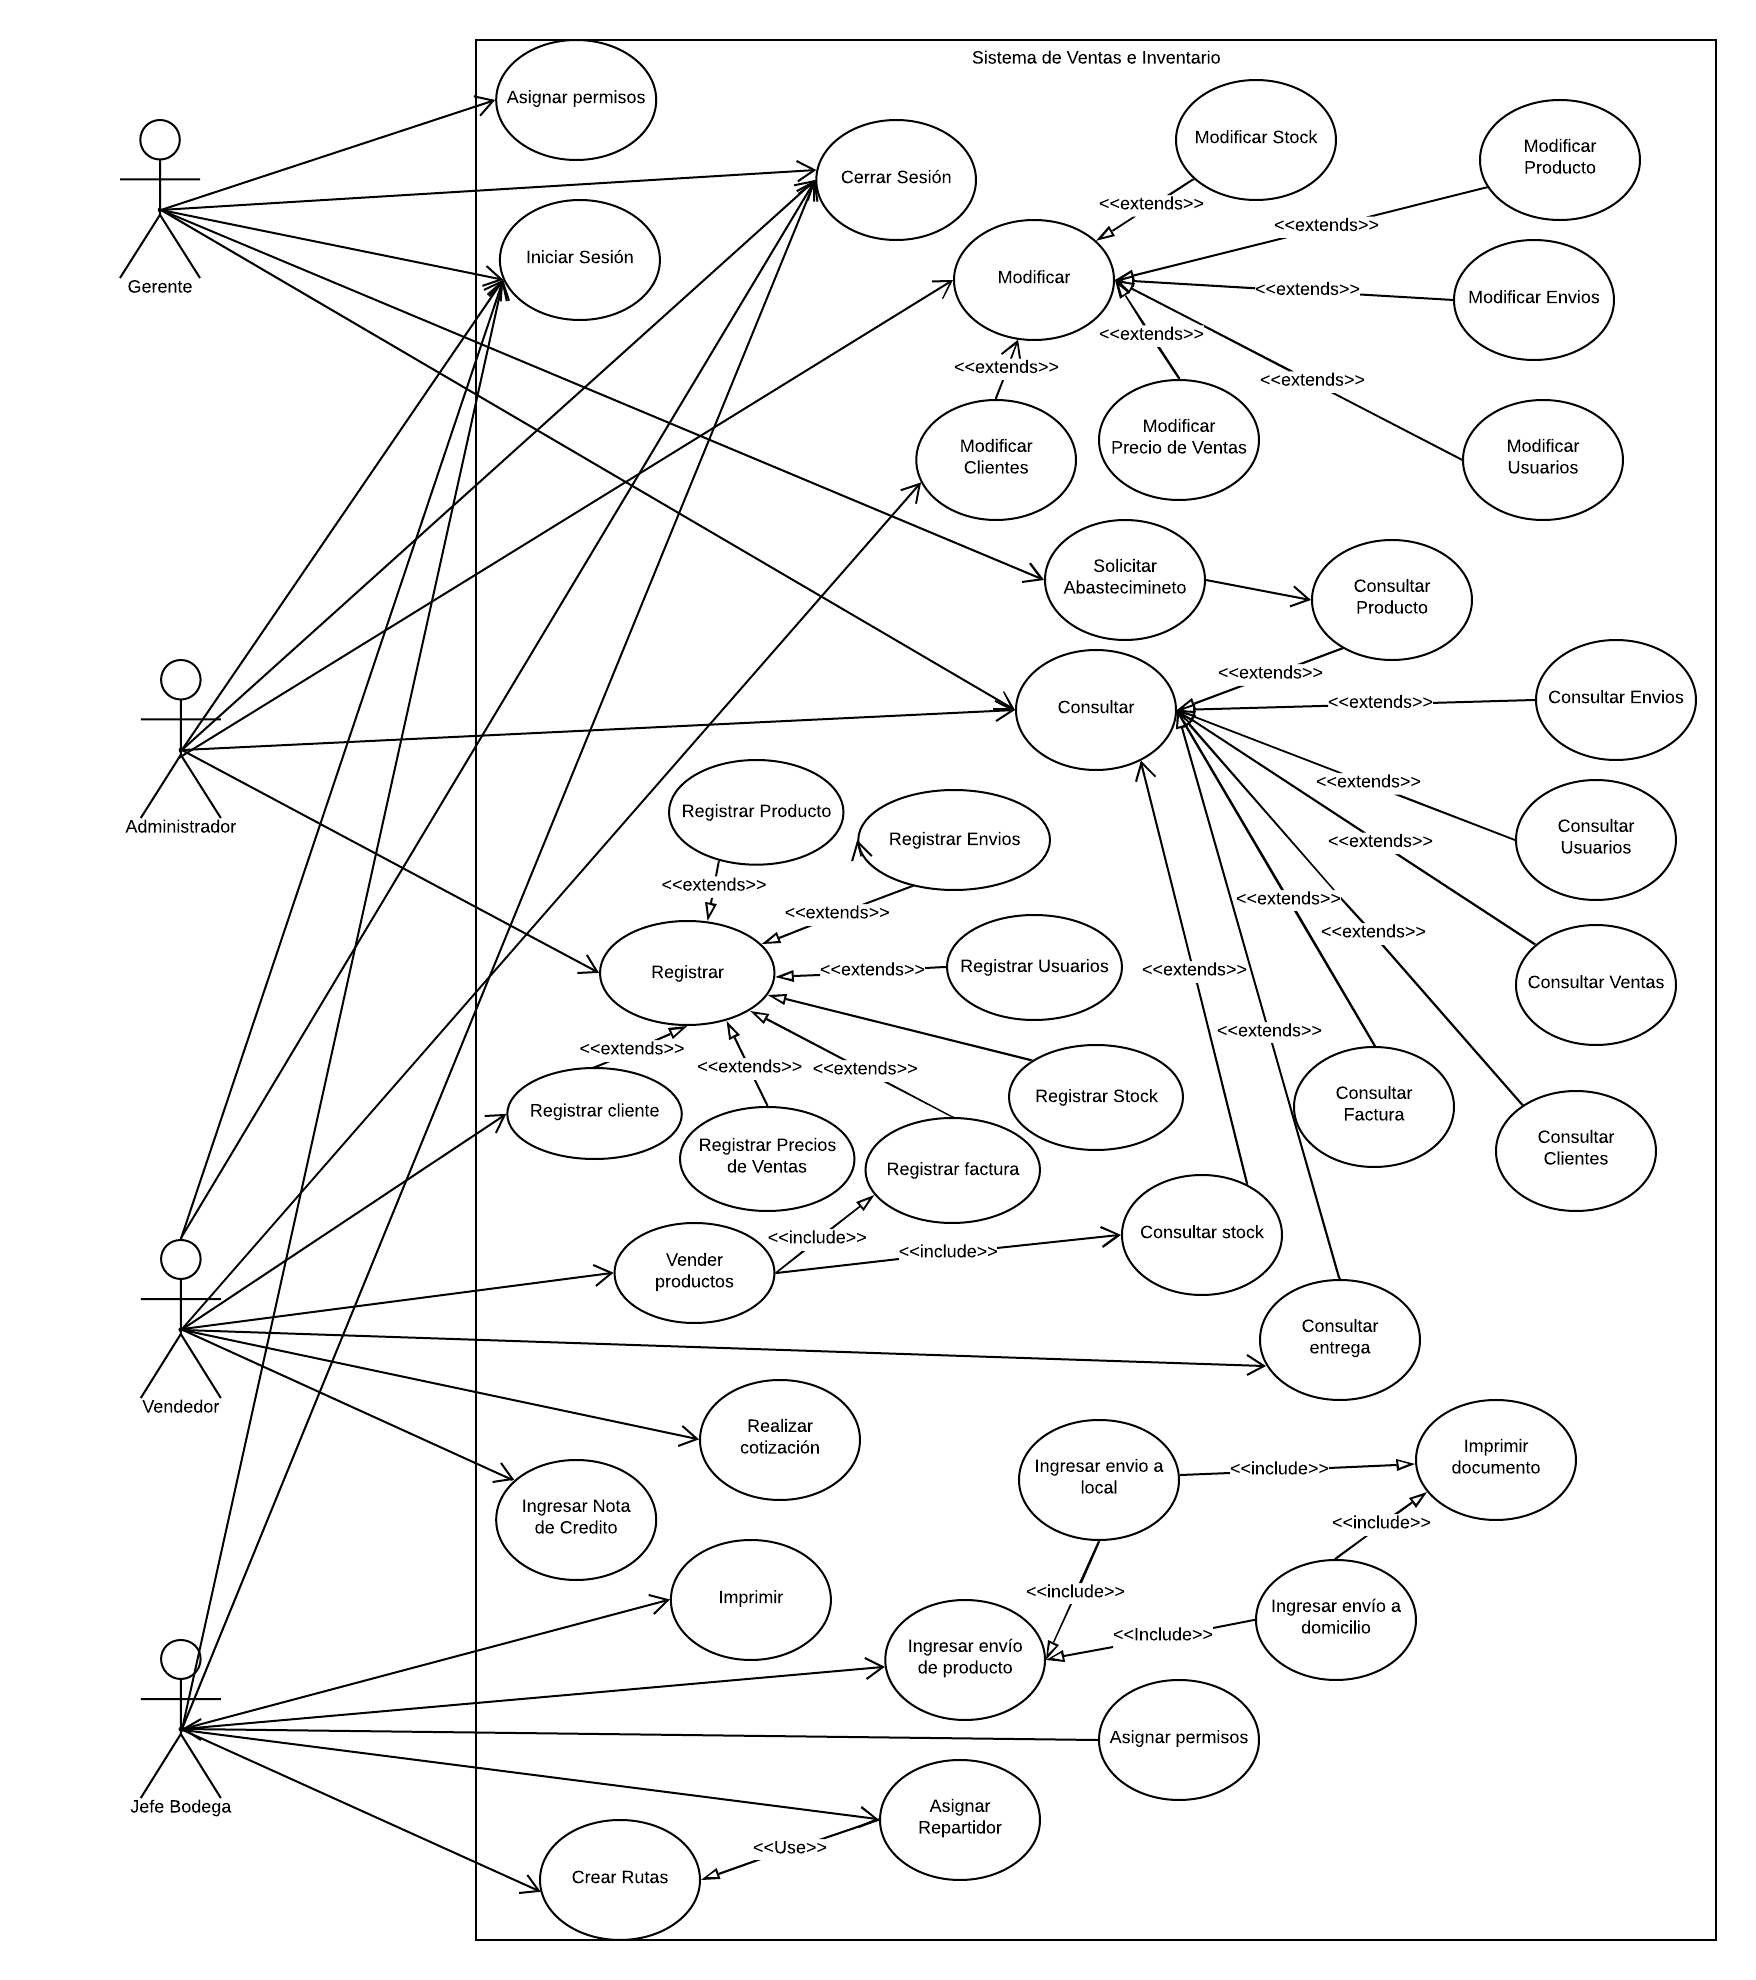 Sistema de Ventas e Inventario
Asignar permisos
Modificar Stock
Modificar
Producto
Cerrar Sesión
<<extends>>
<<extends>>
Iniciar Sesión
Gerente
Modificar
<<extends>>
Modificar Envios
<<extends>>
<<extends>>
<<extends>>
Modificar
Clientes
Modificar
Precio de Ventas
Modificar
Usuarios
Solicitar
Abastecimineto
Consultar
Producto
<<extends>>
Consultar
<<extends>>
Consultar Envios
<<extends>>
Administrador
Registrar Producto
Registrar Envios
<<extends>>
Consultar
Usuarios
<<extends>>
<<extends>>
<<extends>>
<<extends>>
Registrar
<<extends>>
Registrar Usuarios
<<extends>>
Consultar Ventas
<<extends>>
<<extends>>
<<extends>>
<<extends>>
Registrar cliente
Registrar Stock
Consultar
Factura
Registrar Precios
de Ventas
Registrar factura
Consultar
Clientes
<<include>>
<<include>>
Consultar stock
Vender
productos
Consultar
entrega
Vendedor
Realizar
cotización
Ingresar envio a
local
<<include>>
Imprimir
documento
Ingresar Nota
de Credito
<<include>>
Imprimir
<<include>>
Ingresar envío a
domicilio
<<Include>>
Ingresar envío
de producto
Asignar permisos
Jefe Bodega
Asignar
Repartidor
<<Use>>
Crear Rutas